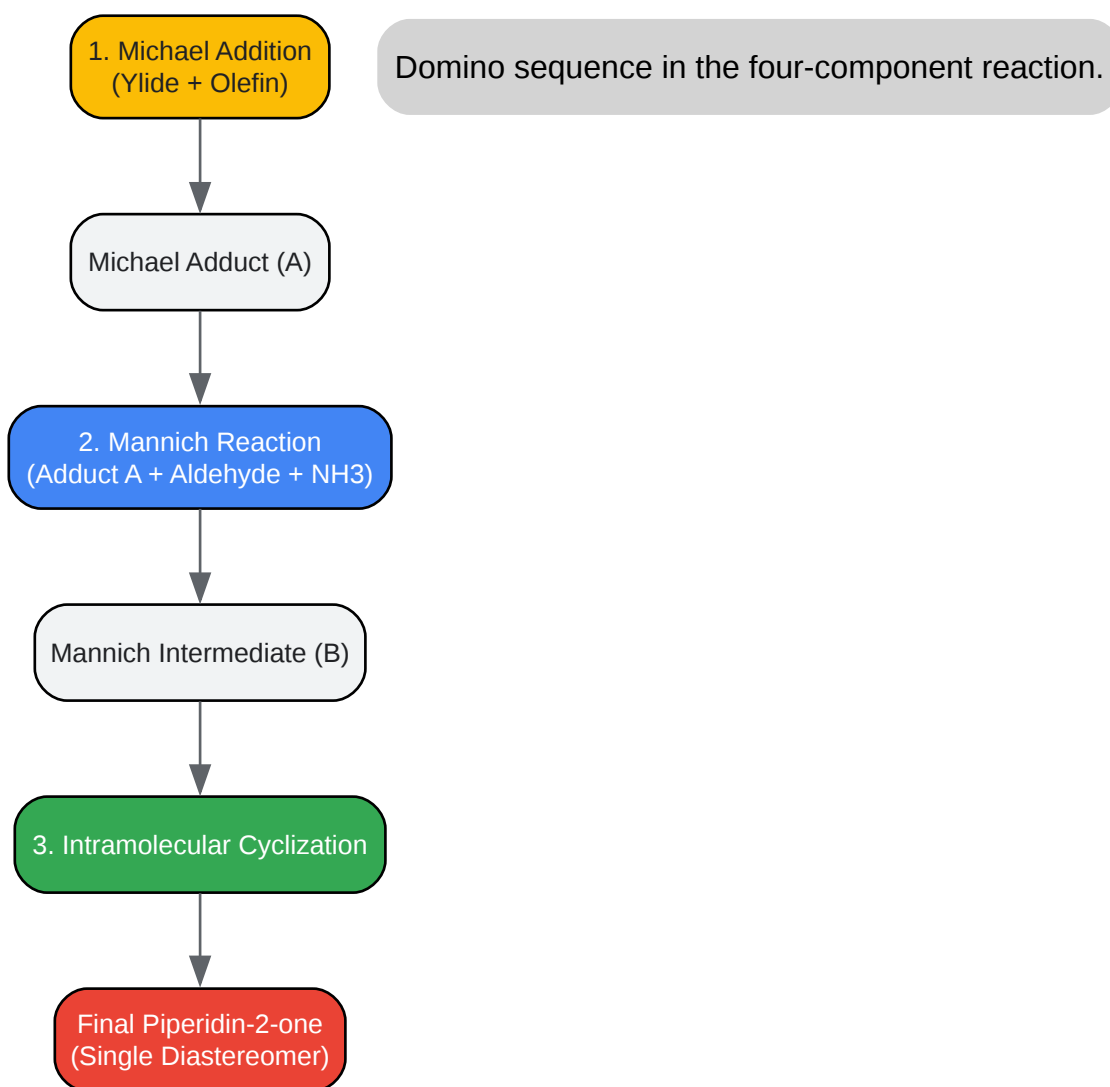 1. Michael Addition
(Ylide + Olefin)
Domino sequence in the four-component reaction.
Michael Adduct (A)
2. Mannich Reaction
(Adduct A + Aldehyde + NH3)
Mannich Intermediate (B)
3. Intramolecular Cyclization
Final Piperidin-2-one
(Single Diastereomer)